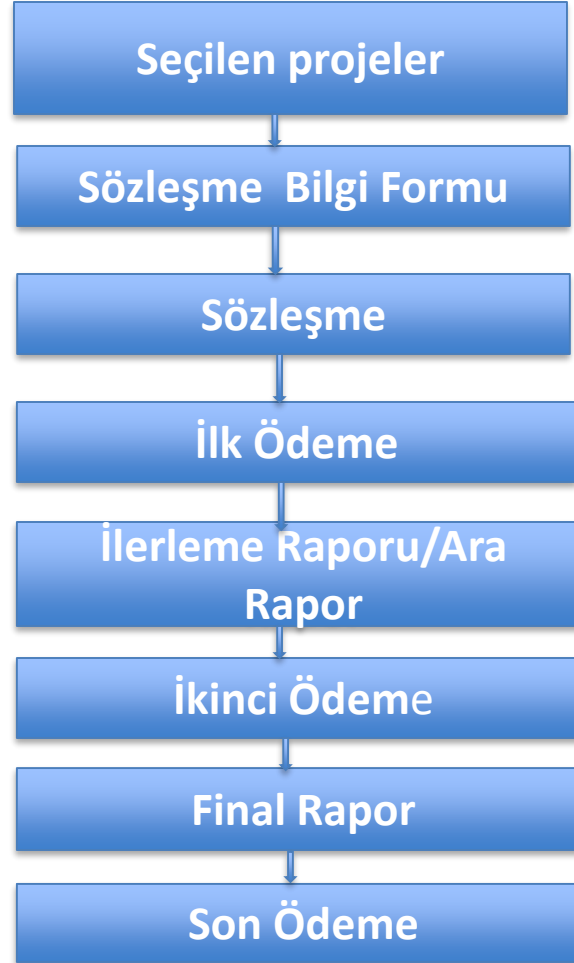 Seçilen projeler
Sözleşme Bilgi Formu
Sözleşme
İlk Ödeme
İlerleme Raporu/Ara
Rapor
İkinci Ödeme
Final Rapor
Son Ödeme